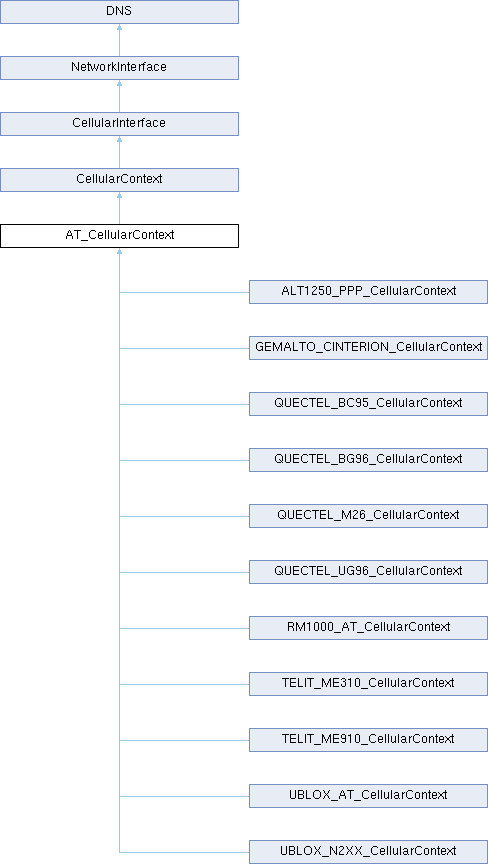 DNS
NetworkInterface
CellularInterface
CellularContext
AT_CellularContext
ALT1250_PPP_CellularContext
GEMALTO_CINTERION_CellularContext
QUECTEL_BC95_CellularContext
QUECTEL_BG96_CellularContext
QUECTEL_M26_CellularContext
QUECTEL_UG96_CellularContext
RM1000_AT_CellularContext
TELIT_ME310_CellularContext
TELIT_ME910_CellularContext
UBLOX_AT_CellularContext
UBLOX_N2XX_CellularContext